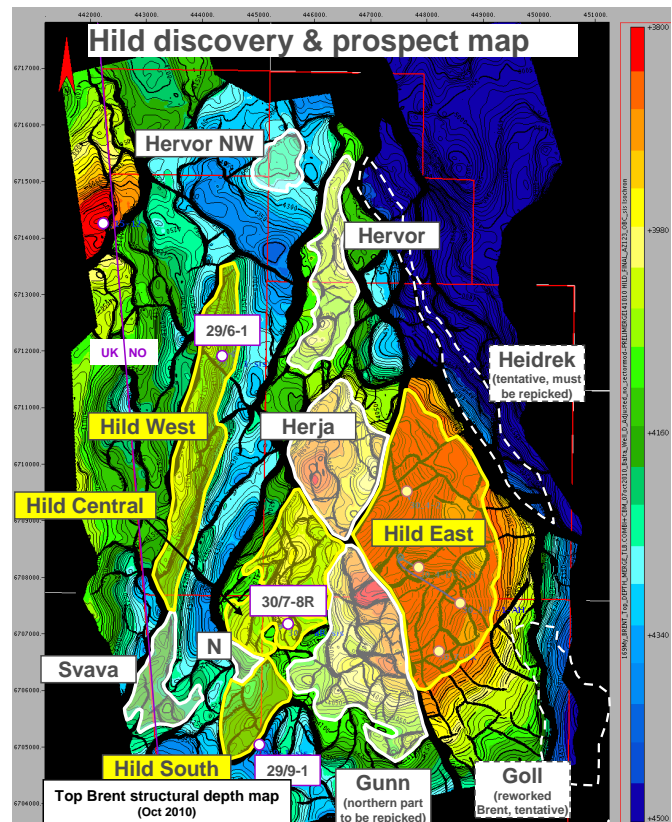 Hild discovery & prospect map
442000.
443000.
444000.
445000.
446000.
447000.
448000.
449000.
450000.
451000.
6717000.
6716000.
6715000.
6714000.
6713000.
6712000.
6711000.
6710000.
6709000.
6708000.
6707000.
6706000.
6705000.
6704000.
Hervor NW
Hervor
29/6-1
UK NO
Heidrek
(tentative, must
be repicked)
Hild West
Herja
Hild Central
Hild East
30/7-8R
N
Svava
Hild South
29/9-1
Gunn
(northern part
to be repicked)
Goll
(reworked
Brent, tentative)
Top Brent structural depth map
(Oct 2010)
+3800
+3980
+4160
+4340
+4500